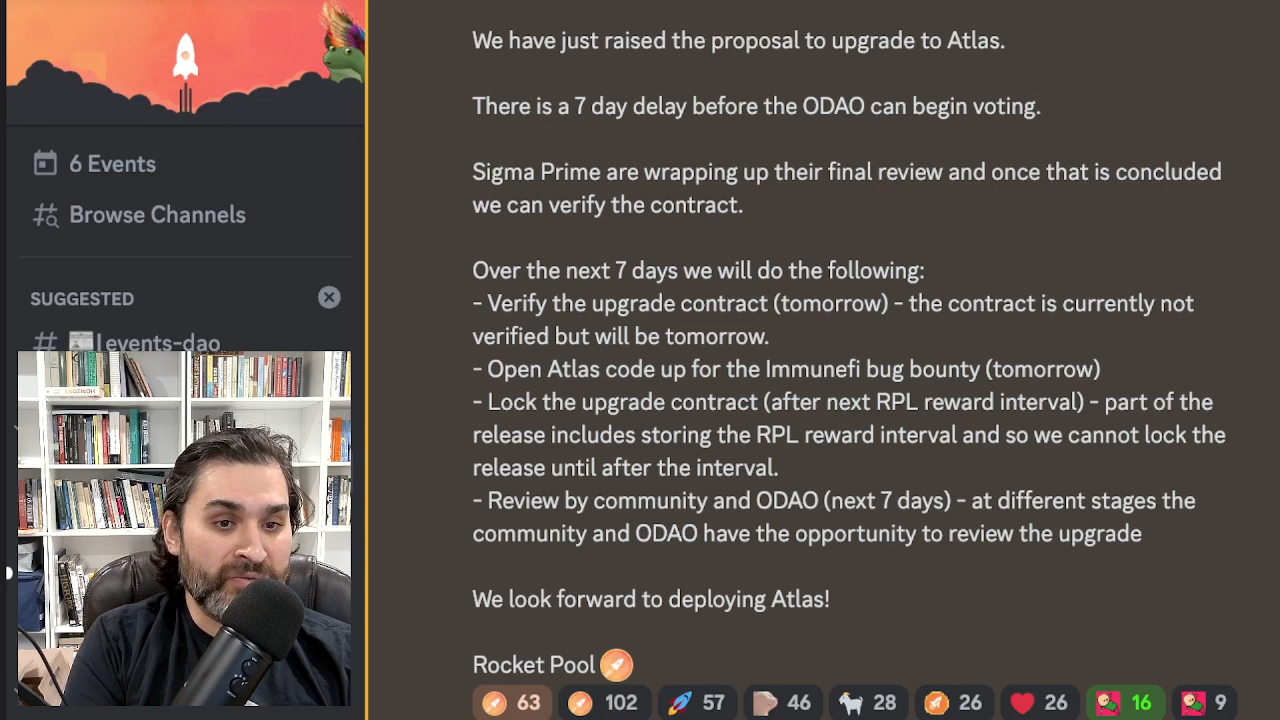 6 Events
Browse Channels
SUGGESTED
events-dao
We have just raised the proposal to upgrade to Atlas.
There is a 7 day delay before the ODAO can begin voting.
Sigma Prime are wrapping up their final review and once that is concluded
we can verify the contract.
Over the next 7 days we will do the following:
- Verify the upgrade contract (tomorrow) - the contract is currently not
verified but will be tomorrow.
- Open Atlas code up for the Immunefi bug bounty (tomorrow)
- Lock the upgrade contract (after next RPL reward interval) - part of the
release includes storing the RPL reward interval and so we cannot lock the
release until after the interval.
- Review by community and ODAO (next 7 days) - at different stages the
community and ODAO have the opportunity to review the upgrade
We look forward to deploying Atlas!
Rocket Pool
63 102 57 46 28 26 26 16 9